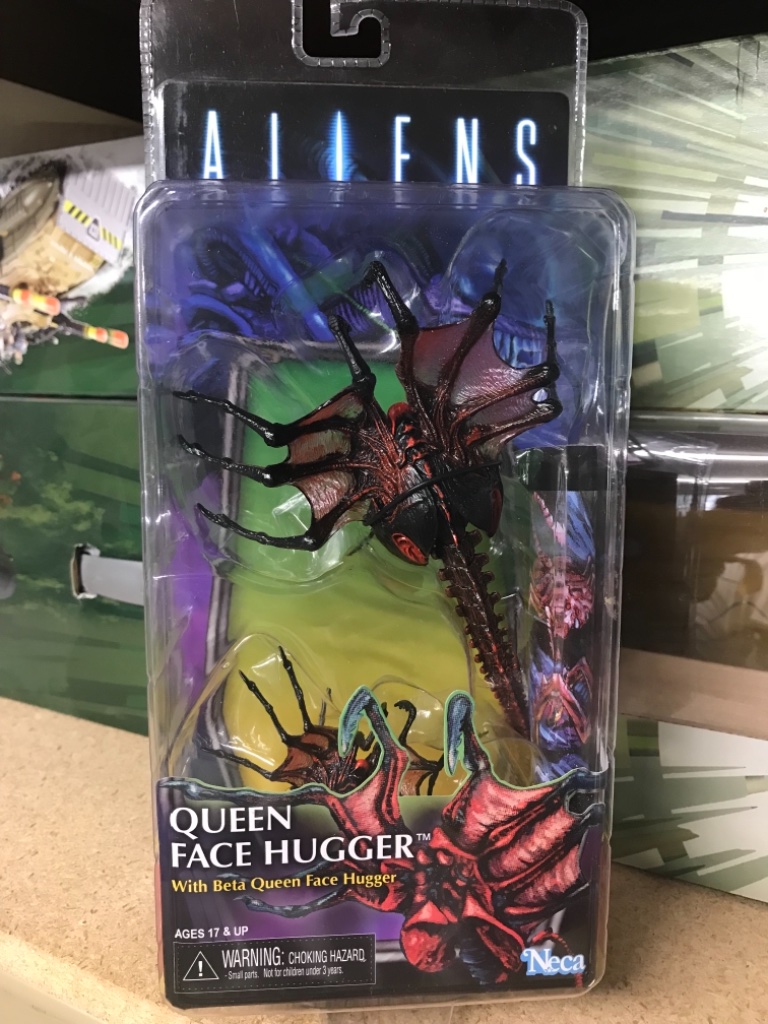 ALIENS
QUEEN
FACE HUGGER™
With Beta Queen Face Hugger
AGES 17 & UP
WARNING: CHOKING HAZARD,
-Small parts. Not for children under 3 years.
Neca